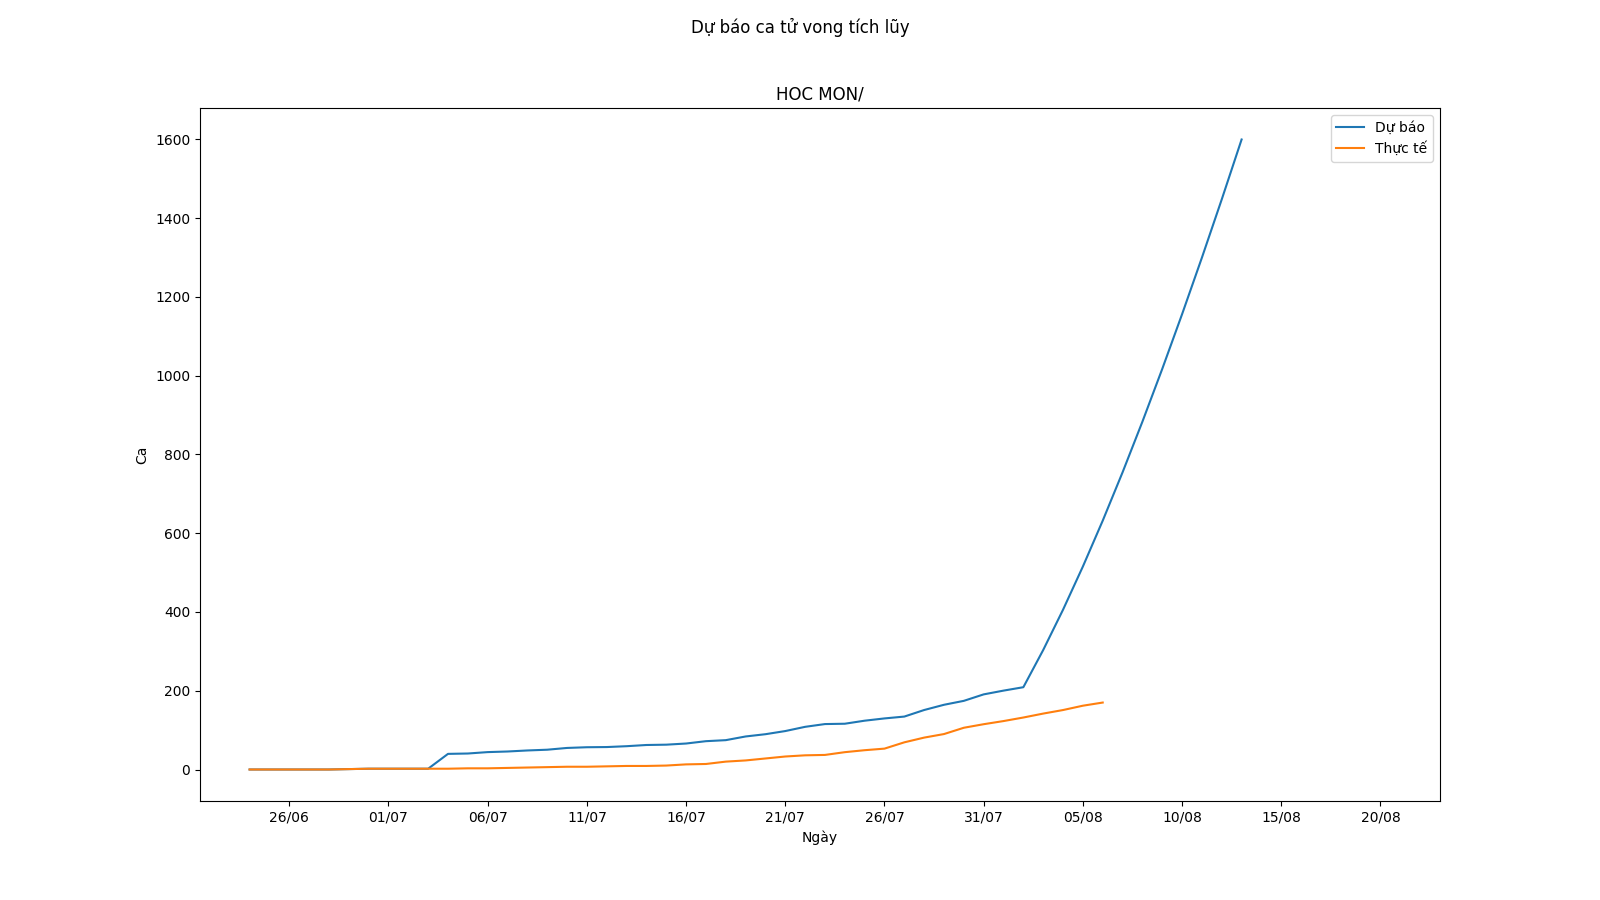 Dự báo ca tử vong tích lũy
HOC MON/
Dự báo
Thực tế
1600
1400
1200
1000
800
600
400
200
0
Ca
26/06 01/07 06/07 11/07 16/07 21/07 26/07 31/07 05/08 10/08 15/08 20/08
Ngày